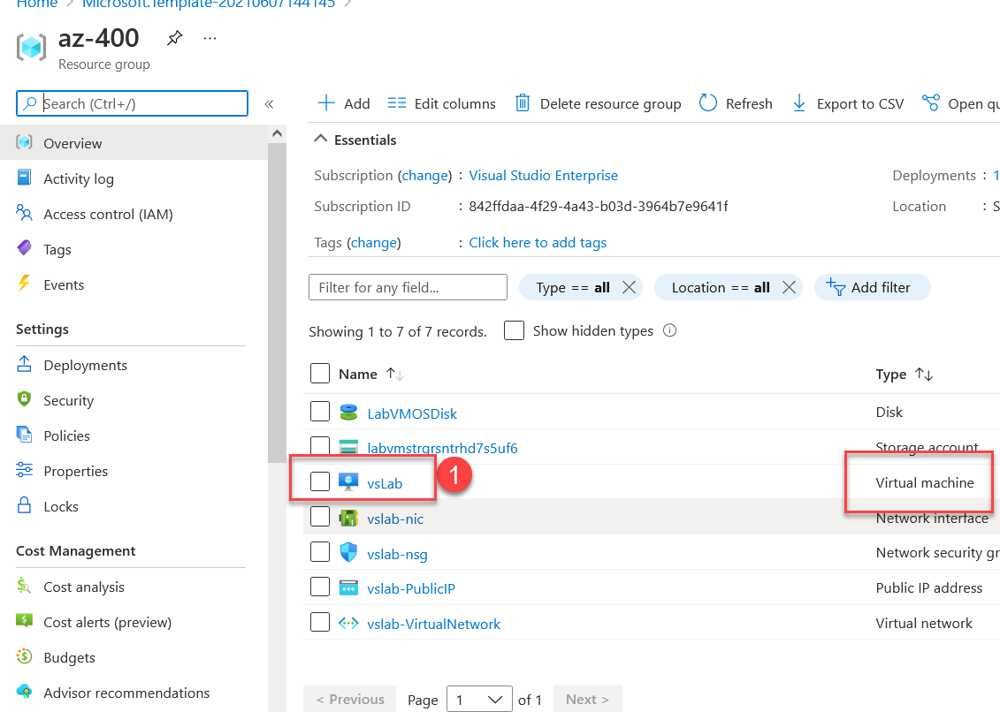 Home > Microsoft.Template-20210607144145 >
az-400
...
Resource group
Search (Ctrl+/)
«
Overview
Activity log
Access control (IAM)
Tags
Events
Settings
Deployments
Security
Policies
Properties
Locks
Cost Management
Cost analysis
Cost alerts (preview)
Budgets
Advisor recommendations
Add Edit columns Delete resource group Refresh Export to CSV Open qu
Essentials
Subscription (change) : Visual Studio Enterprise Deployments : 1
Subscription ID : 842ffdaa-4f29-4a43-b03d-3964b7e9641f Location : S
Tags (change) : Click here to add tags
Filter for any field... Type == all Location == all Add filter
Showing 1 to 7 of 7 records. Show hidden types
Name Type
LabVMOSDisk Disk
labvmstrgrsntrhd7s5uf6 Storage account
vsLab 1 Virtual machine
vslab-nic Network interface
vslab-nsg Network security gr
vslab-PublicIP Public IP address
vslab-VirtualNetwork Virtual network
< Previous Page 1 of 1 Next >